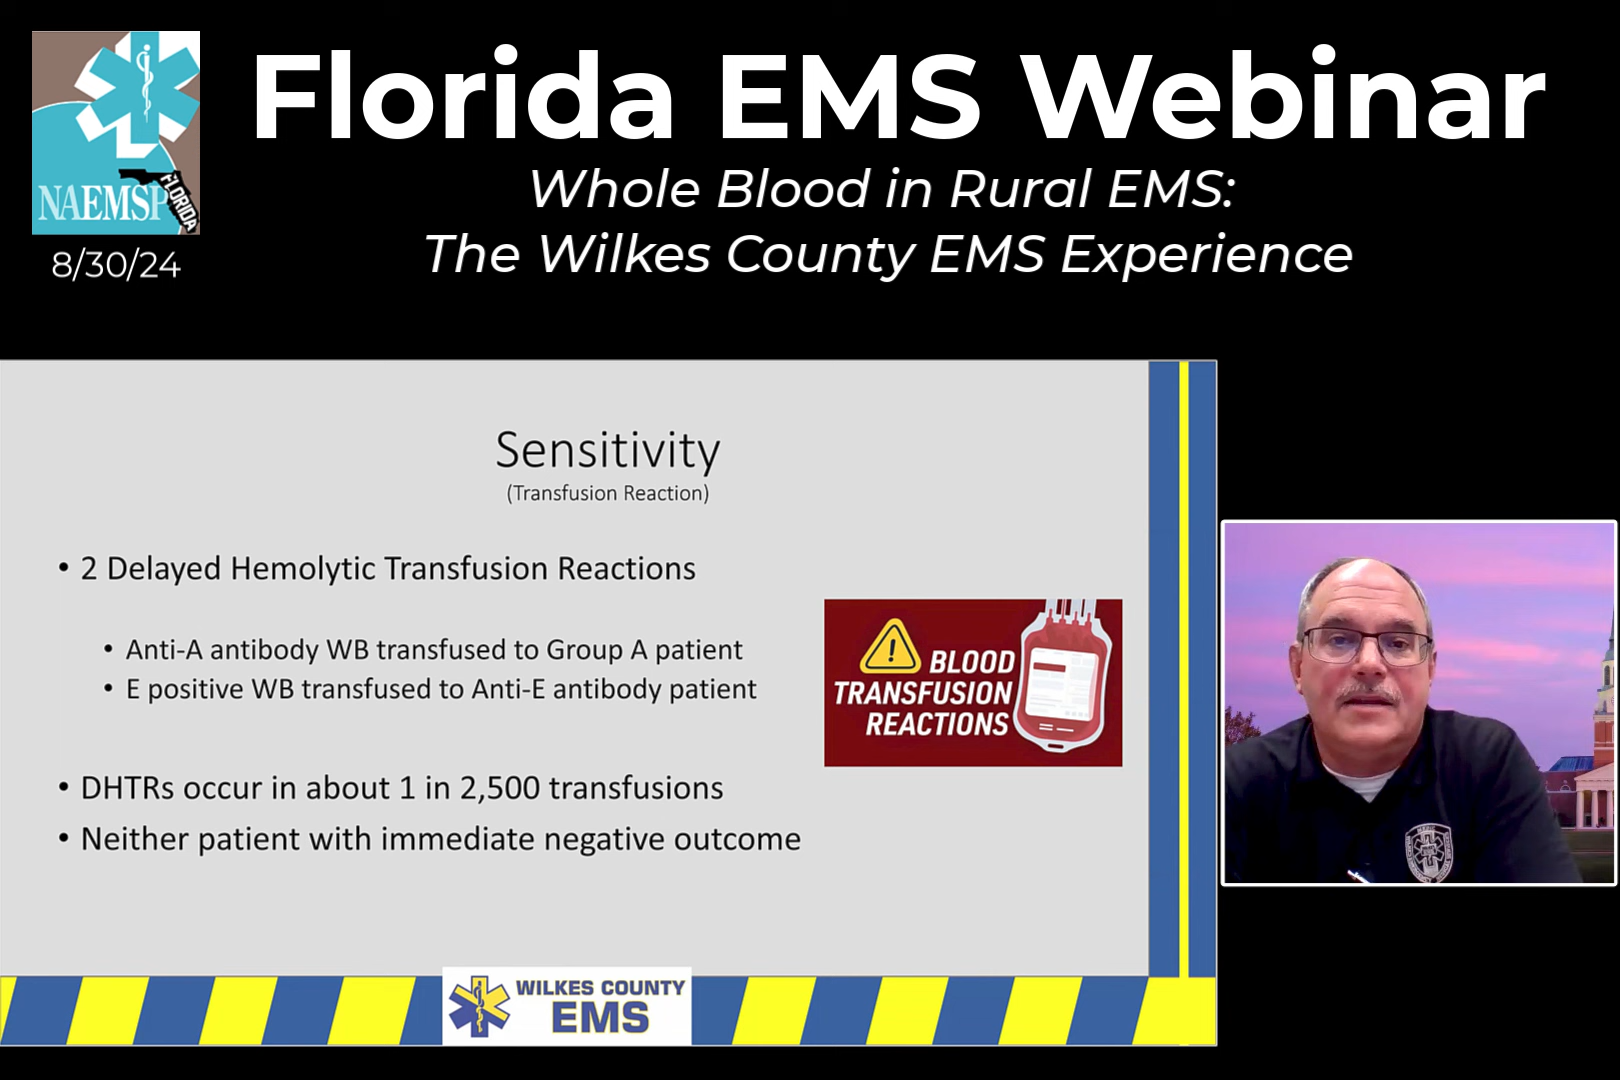 Florida EMS Webinar
Whole Blood in Rural EMS:
The Wilkes County EMS Experience
NAEMSP
FLORIDA
8/30/24
Sensitivity
(Transfusion Reaction)
• 2 Delayed Hemolytic Transfusion Reactions
• Anti-A antibody WB transfused to Group A patient
• E positive WB transfused to Anti-E antibody patient
• DHTRs occur in about 1 in 2,500 transfusions
• Neither patient with immediate negative outcome
BLOOD
TRANSFUSION
REACTIONS
WILKES COUNTY
EMS